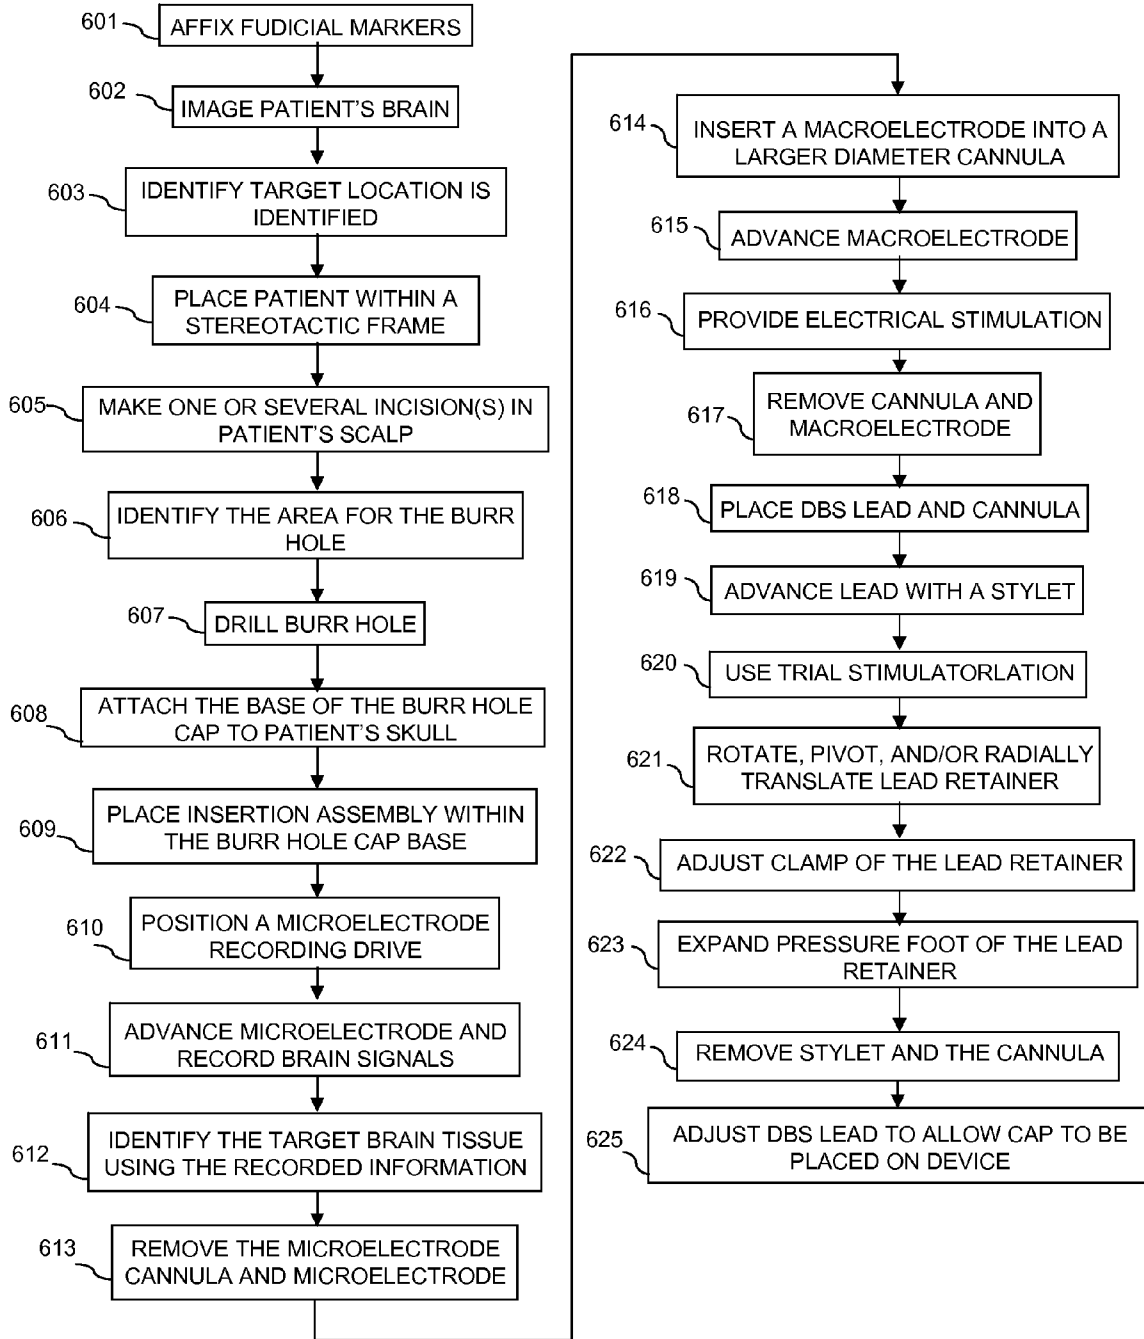 601
AFFIX FUDICIAL MARKERS
602
IMAGE PATIENT'S BRAIN
603
IDENTIFY TARGET LOCATION IS
IDENTIFIED
604
PLACE PATIENT WITHIN A
STEREOTACTIC FRAME
605
MAKE ONE OR SEVERAL INCISION(S) IN
PATIENT'S SCALP
606
IDENTIFY THE AREA FOR THE BURR
HOLE
607
DRILL BURR HOLE
608
ATTACH THE BASE OF THE BURR HOLE
CAP TO PATIENT'S SKULL
609
PLACE INSERTION ASSEMBLY WITHIN
THE BURR HOLE CAP BASE
610
POSITION A MICROELECTRODE
RECORDING DRIVE
611
ADVANCE MICROELECTRODE AND
RECORD BRAIN SIGNALS
612
IDENTIFY THE TARGET BRAIN TISSUE
USING THE RECORDED INFORMATION
613
REMOVE THE MICROELECTRODE
CANNULA AND MICROELECTRODE
614
INSERT A MACROELECTRODE INTO A
LARGER DIAMETER CANNULA
615
ADVANCE MACROELECTRODE
616
PROVIDE ELECTRICAL STIMULATION
617
REMOVE CANNULA AND
MACROELECTRODE
618
PLACE DBS LEAD AND CANNULA
619
ADVANCE LEAD WITH A STYLET
620
USE TRIAL STIMULATORLATION
621
ROTATE, PIVOT, AND/OR RADIALLY
TRANSLATE LEAD RETAINER
622
ADJUST CLAMP OF THE LEAD RETAINER
623
EXPAND PRESSURE FOOT OF THE LEAD
RETAINER
624
REMOVE STYLET AND THE CANNULA
625
ADJUST DBS LEAD TO ALLOW CAP TO BE
PLACED ON DEVICE